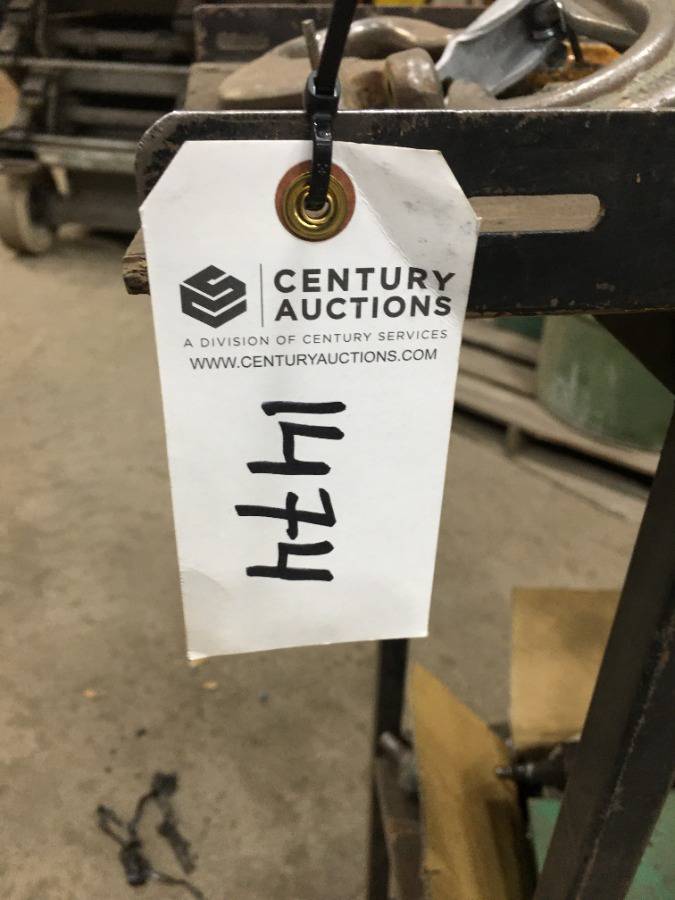 CENTURY
AUCTIONS
A DIVISION OF CENTURY SERVICES
WWW.CENTURYAUCTIONS.COM
1474